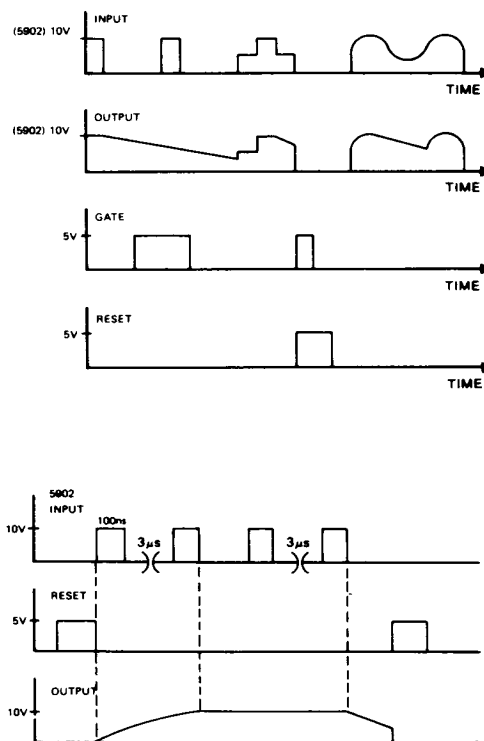 INPUT
(5902) 10V
TIME
OUTPUT
(5902) 10V
TIME
GATE
5V
TIME
RESET
5V
TIME
5902
INPUT
100ns
10V
3μs
3μs
RESET
5V
OUTPUT
10V